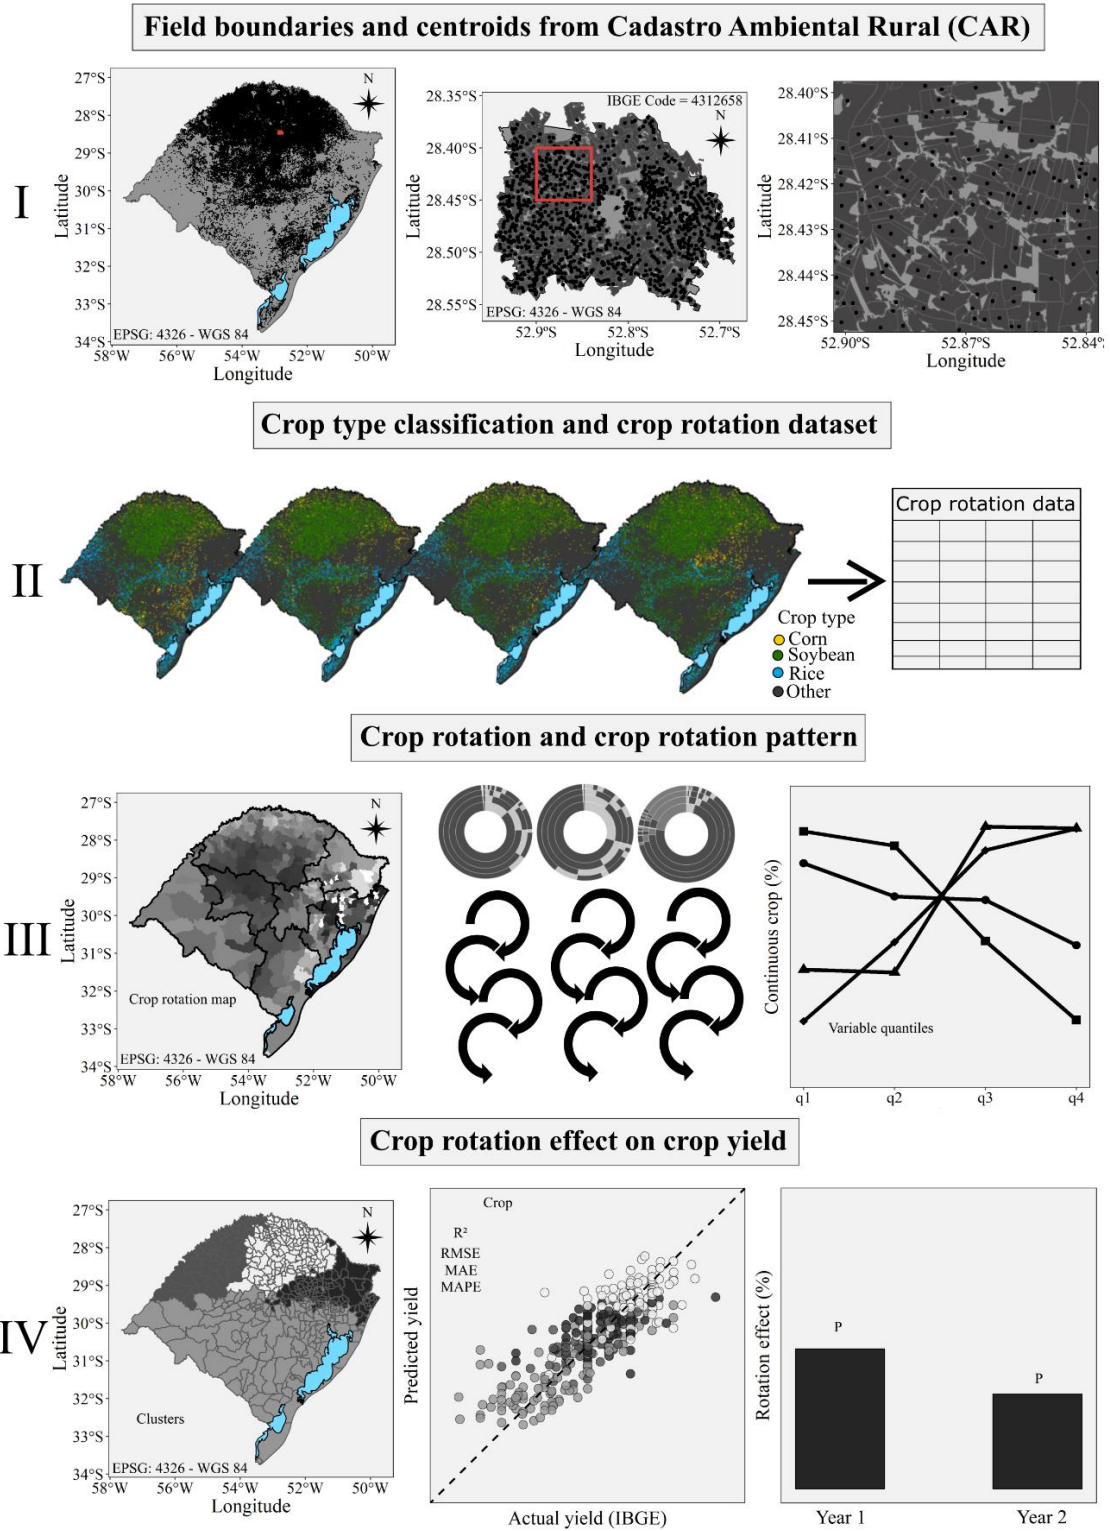 Field boundaries and centroids from Cadastro Ambiental Rural (CAR)
I
Latitude
27°S
28°S
29°S
30°S
31°S
32°S
33°S
34°S
N
EPSG: 4326 - WGS 84
58°W 56°W 54°W 52°W 50°W
Longitude
Latitude
28.35°S
28.40°S
28.45°S
28.50°S
28.55°S
IBGE Code = 4312658
N
EPSG: 4326 - WGS 84
52.9°S 52.8°S 52.7°S
Longitude
Latitude
28.40°S
28.41°S
28.42°S
28.43°S
28.44°S
28.45°S
52.90°S 52.87°S 52.84°S
Longitude
Crop type classification and crop rotation dataset
II
Crop type
Corn
Soybean
Rice
Other
Crop rotation data
Crop rotation and crop rotation pattern
III
Latitude
27°S
28°S
29°S
30°S
31°S
32°S
33°S
34°S
N
Crop rotation map
EPSG: 4326 - WGS 84
58°W 56°W 54°W 52°W 50°W
Longitude
Continuous crop (%)
Variable quantiles
q1 q2 q3 q4
Crop rotation effect on crop yield
IV
Latitude
27°S
28°S
29°S
30°S
31°S
32°S
33°S
34°S
N
Clusters
EPSG: 4326 - WGS 84
58°W 56°W 54°W 52°W 50°W
Longitude
Predicted yield
Crop
R²
RMSE
MAE
MAPE
Actual yield (IBGE)
Rotation effect (%)
P
P
Year 1 Year 2